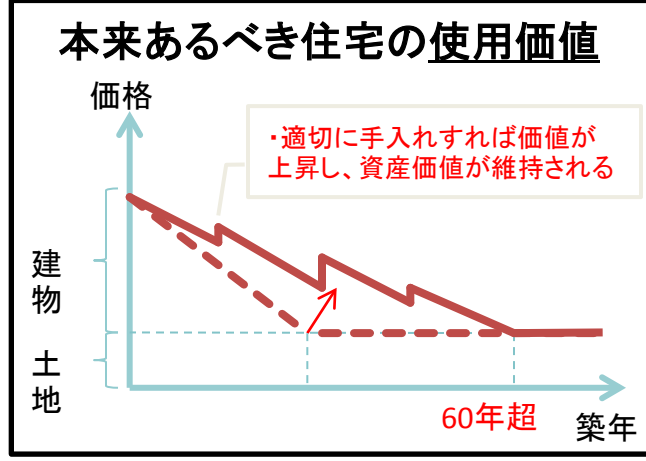 本来あるべき住宅の使用価値
価格
・適切に手入れすれば価値が
上昇し、資産価値が維持される
建物
土地
60年超
築年